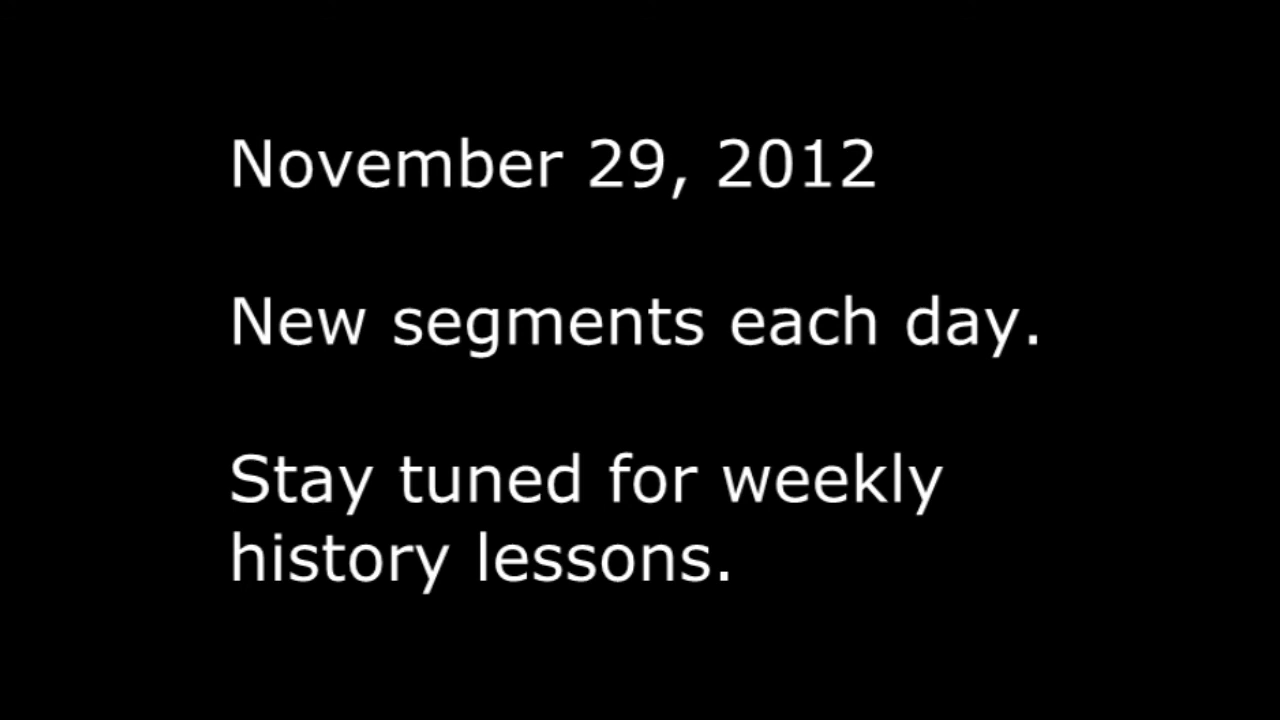 November 29, 2012
New segments each day.
Stay tuned for weekly
history lessons.